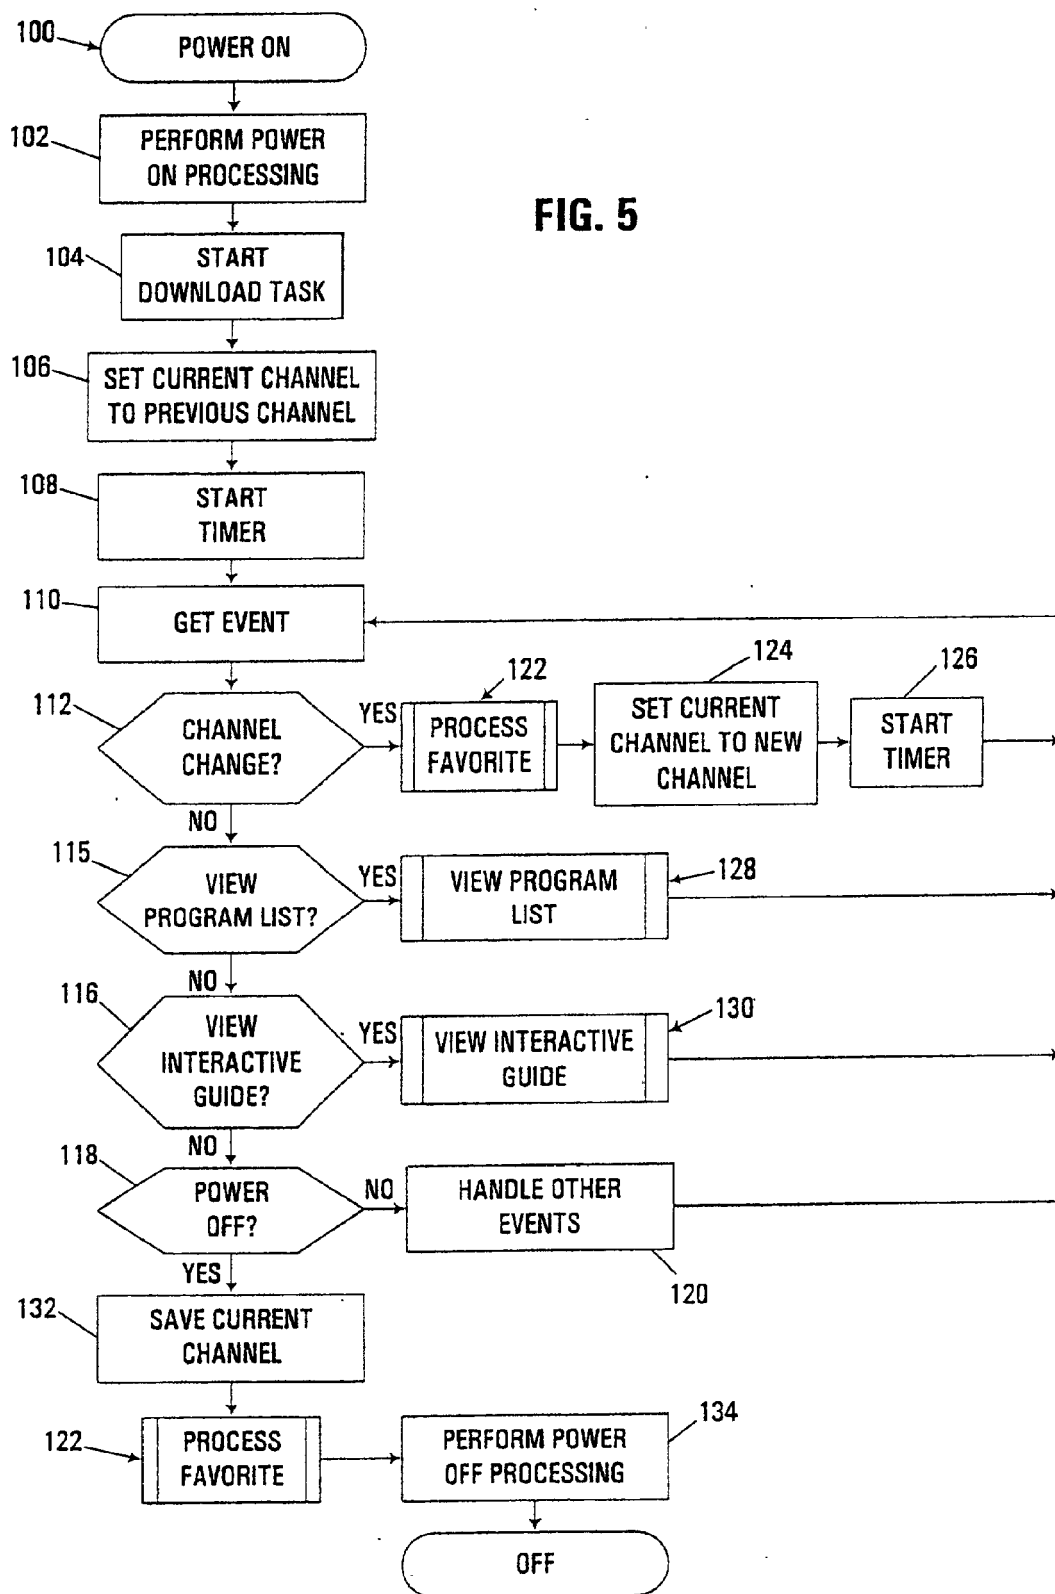 100
POWER ON
102
PERFORM POWER
ON PROCESSING
FIG. 5
104
START
DOWNLOAD TASK
106
SET CURRENT CHANNEL
TO PREVIOUS CHANNEL
108
START
TIMER
110
GET EVENT
112
CHANNEL
CHANGE?
YES
122
PROCESS
FAVORITE
124
SET CURRENT
CHANNEL TO NEW
CHANNEL
126
START
TIMER
NO
115
VIEW
PROGRAM LIST?
YES
VIEW PROGRAM
LIST
128
NO
116
VIEW
INTERACTIVE
GUIDE?
YES
VIEW INTERACTIVE
GUIDE
130
NO
118
POWER
OFF?
NO
HANDLE OTHER
EVENTS
120
YES
132
SAVE CURRENT
CHANNEL
122
PROCESS
FAVORITE
PERFORM POWER
OFF PROCESSING
134
OFF